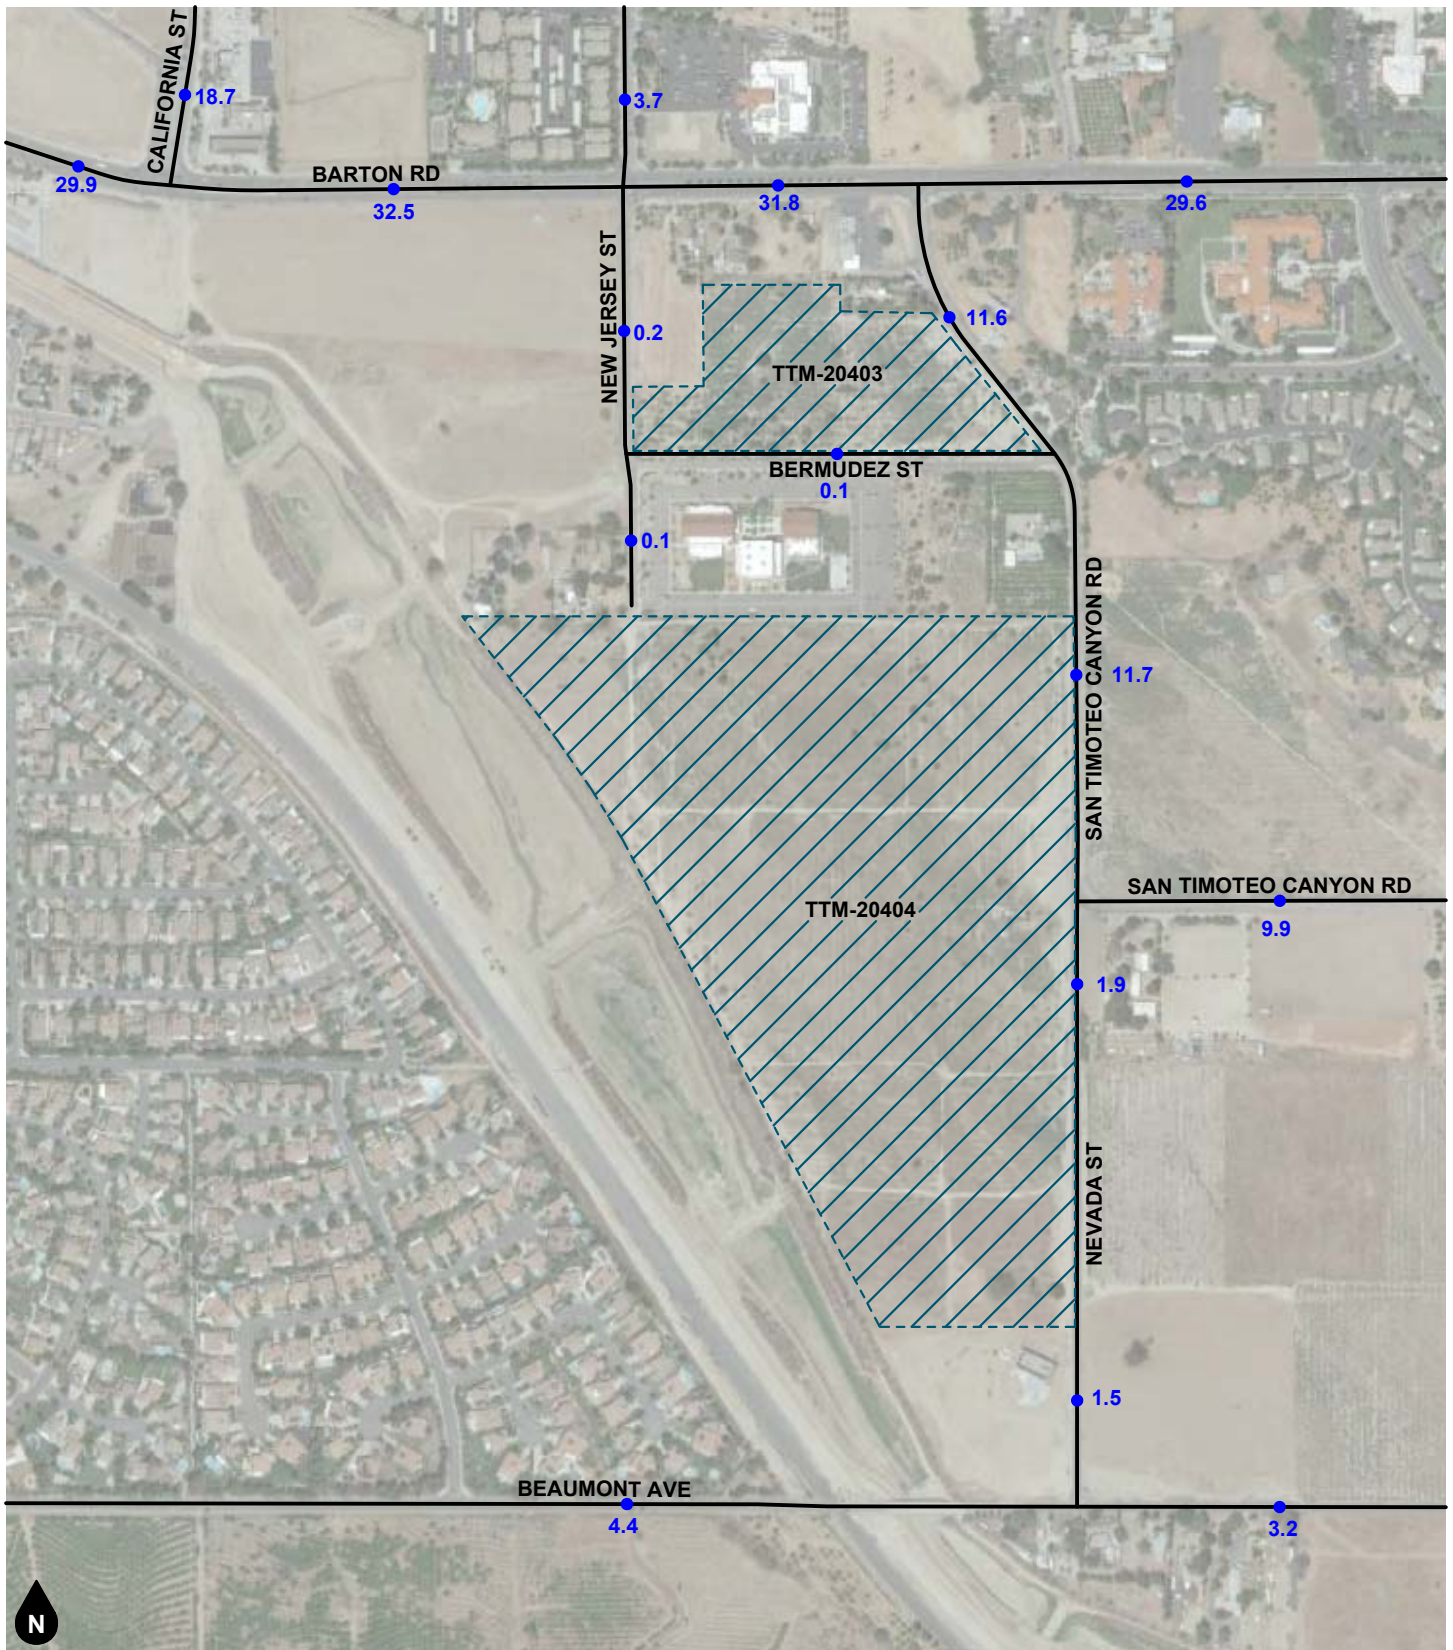 CALIFORNIA ST
18.7
3.7
29.9
BARTON RD
32.5
31.8
29.6
NEW JERSEY ST
0.2
11.6
TTM-20403
BERMUDEZ ST
0.1
0.1
SAN TIMOTEO CANYON RD
11.7
SAN TIMOTEO CANYON RD
9.9
TTM-20404
1.9
NEVADA ST
1.5
BEAUMONT AVE
4.4
3.2
N